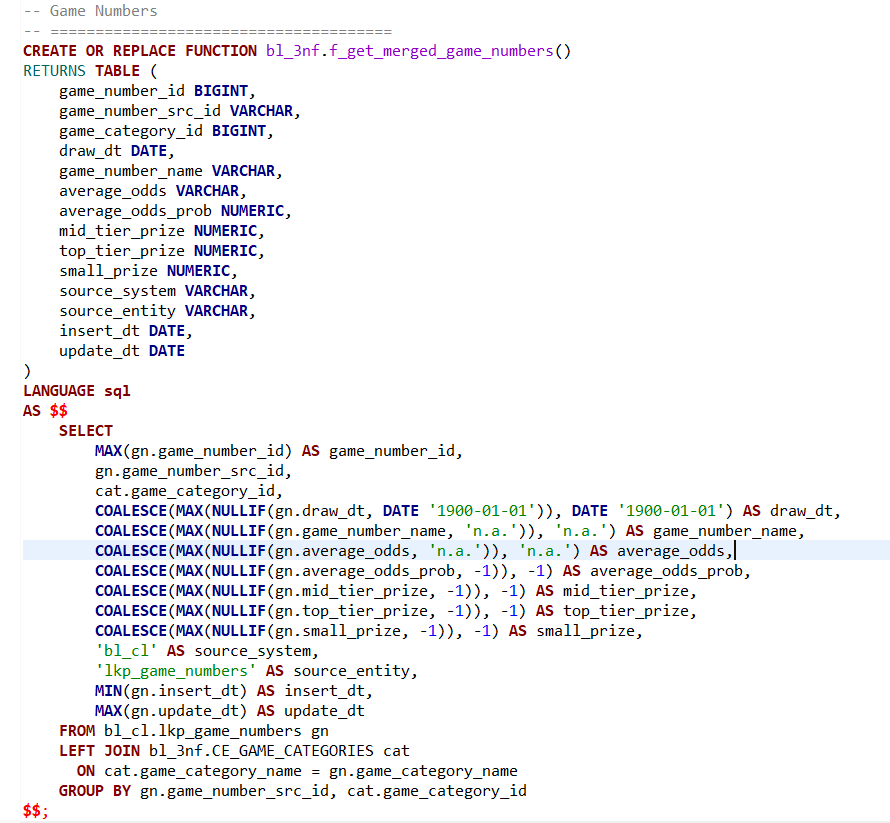 -- Game Numbers
-- ======================================
CREATE OR REPLACE FUNCTION bl_3nf.f_get_merged_game_numbers()
RETURNS TABLE (
    game_number_id BIGINT,
    game_number_src_id VARCHAR,
    game_category_id BIGINT,
    draw_dt DATE,
    game_number_name VARCHAR,
    average_odds VARCHAR,
    average_odds_prob NUMERIC,
    mid_tier_prize NUMERIC,
    top_tier_prize NUMERIC,
    small_prize NUMERIC,
    source_system VARCHAR,
    source_entity VARCHAR,
    insert_dt DATE,
    update_dt DATE
)
LANGUAGE sql
AS $$
    SELECT
        MAX(gn.game_number_id) AS game_number_id,
        gn.game_number_src_id,
        cat.game_category_id,
        COALESCE(MAX(NULLIF(gn.draw_dt, DATE '1900-01-01')), DATE '1900-01-01') AS draw_dt,
        COALESCE(MAX(NULLIF(gn.game_number_name, 'n.a.')), 'n.a.') AS game_number_name,
        COALESCE(MAX(NULLIF(gn.average_odds, 'n.a.')), 'n.a.') AS average_odds,
        COALESCE(MAX(NULLIF(gn.average_odds_prob, -1)), -1) AS average_odds_prob,
        COALESCE(MAX(NULLIF(gn.mid_tier_prize, -1)), -1) AS mid_tier_prize,
        COALESCE(MAX(NULLIF(gn.top_tier_prize, -1)), -1) AS top_tier_prize,
        COALESCE(MAX(NULLIF(gn.small_prize, -1)), -1) AS small_prize,
        'bl_cl' AS source_system,
        'lkp_game_numbers' AS source_entity,
        MIN(gn.insert_dt) AS insert_dt,
        MAX(gn.update_dt) AS update_dt
    FROM bl_cl.lkp_game_numbers gn
    LEFT JOIN bl_3nf.CE_GAME_CATEGORIES cat
      ON cat.game_category_name = gn.game_category_name
    GROUP BY gn.game_number_src_id, cat.game_category_id
$$;